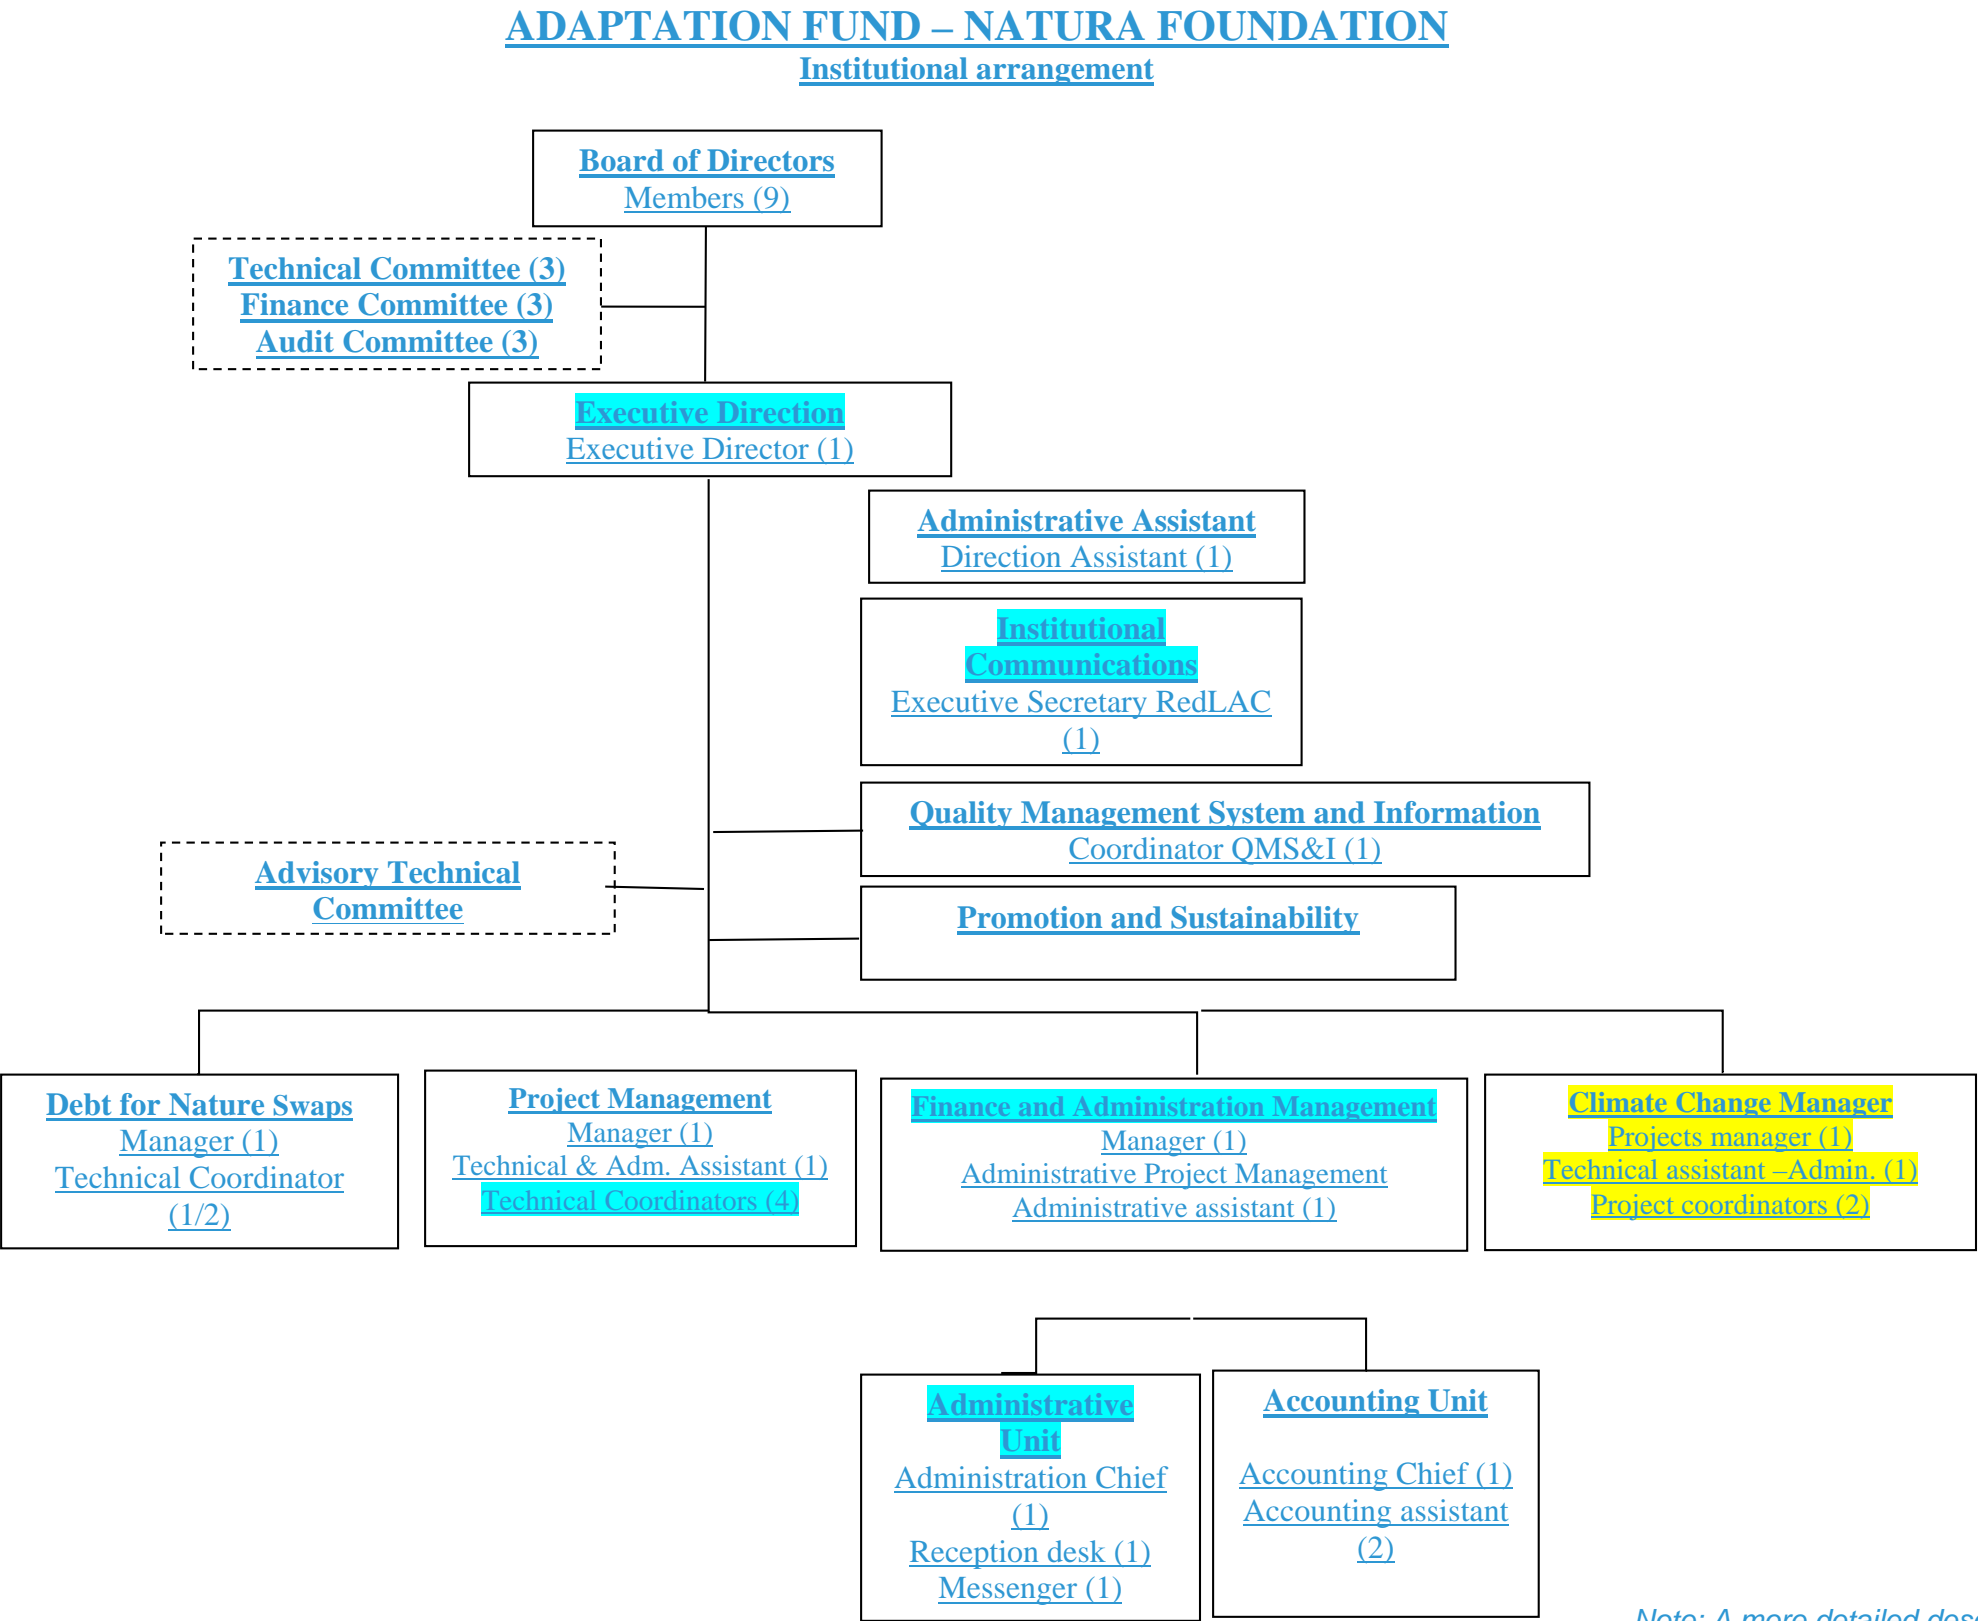 ADAPTATION FUND – NATURA FOUNDATION
Institutional arrangement
Board of Directors
Members (9)
Technical Committee (3)
Finance Committee (3)
Audit Committee (3)
Executive Direction
Executive Director (1)
Administrative Assistant
Direction Assistant (1)
Institutional
Communications
Executive Secretary RedLAC
(1)
Quality Management System and Information
Coordinator QMS&I (1)
Advisory Technical
Committee
Promotion and Sustainability
Debt for Nature Swaps
Manager (1)
Technical Coordinator
(1/2)
Project Management
Manager (1)
Technical & Adm. Assistant (1)
Technical Coordinators (4)
Finance and Administration Management
Manager (1)
Administrative Project Management
Administrative assistant (1)
Climate Change Manager
Projects manager (1)
Technical assistant –Admin. (1)
Project coordinators (2)
Administrative
Unit
Administration Chief
(1)
Reception desk (1)
Messenger (1)
Accounting Unit
Accounting Chief (1)
Accounting assistant
(2)
Note: A more detailed